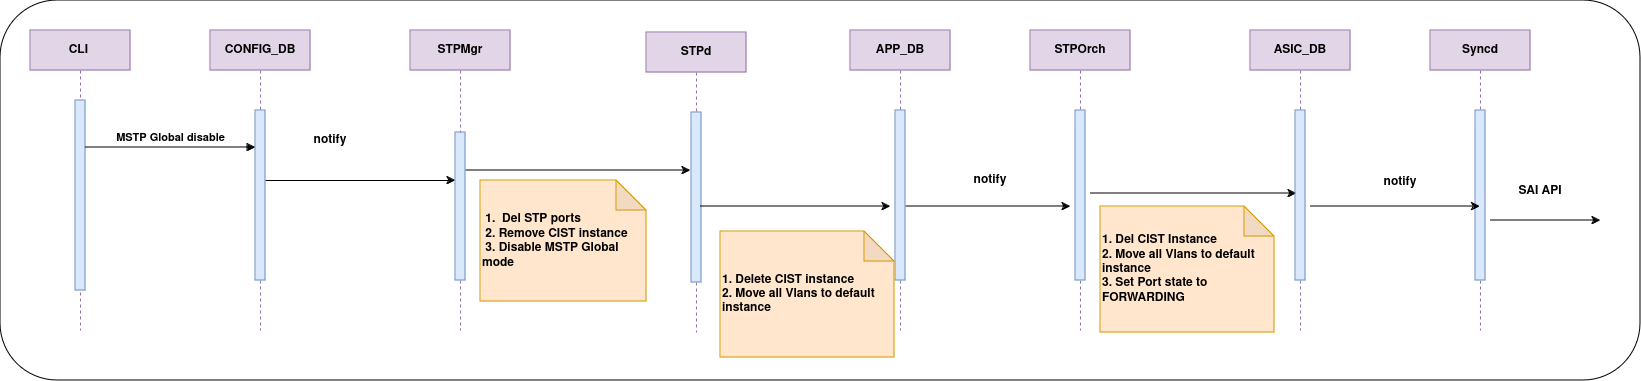 CLI
CONFIG_DB
STPMgr
STPd
APP_DB
STPOrch
ASIC_DB
Syncd
MSTP Global disable
notify
notify
notify
SAI API
1. Del STP ports
2. Remove CIST instance
3. Disable MSTP Global
mode
1. Delete CIST instance
2. Move all Vlans to default
instance
1. Del CIST Instance
2. Move all Vlans to default
instance
3. Set Port state to
FORWARDING